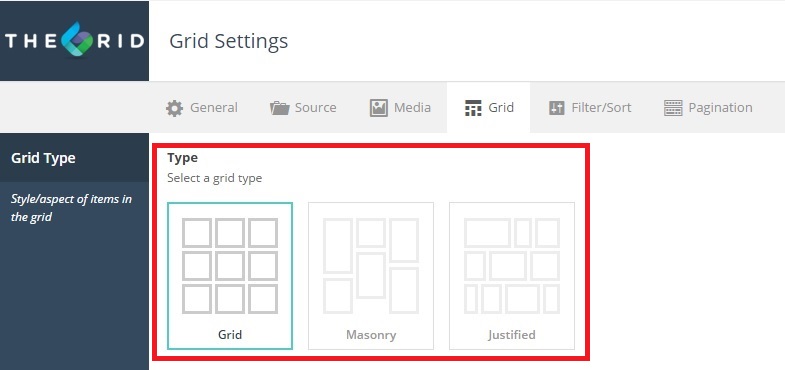 THE RID
Grid Settings
General Source Media Grid Filter/Sort Pagination
Grid Type
Style/aspect of items in
the grid
Type
Select a grid type
Grid Masonry Justified